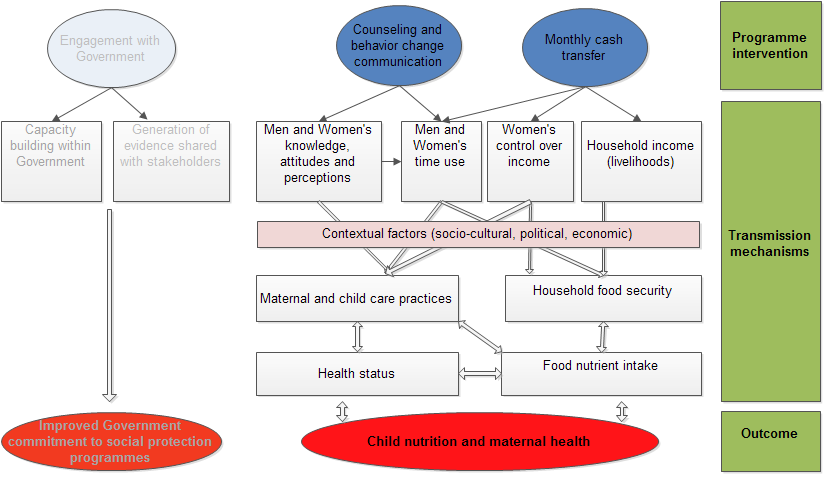 Engagement with
Government
Counseling and
behavior change
communication
Monthly cash
transfer
Programme
intervention
Capacity
building within
Government
Generation of
evidence shared
with stakeholders
Men and Women's
knowledge,
attitudes and
perceptions
Men and
Women's
time use
Women's
control over
income
Household income
(livelihoods)
Transmission
mechanisms
Contextual factors (socio-cultural, political, economic)
Maternal and child care practices
Household food security
Health status
Food nutrient intake
Improved Government
commitment to social protection
programmes
Child nutrition and maternal health
Outcome